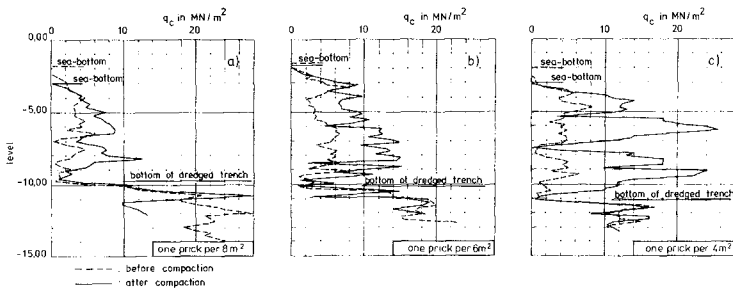 q_c in MN/m²
q_c in MN/m²
q_c in MN/m²
0 10 20
0 10 20
0 10 20
0,00
-5,00
-10,00
-15,00
level
a)
sea-bottom
sea-bottom
bottom of dredged trench
one prick per 8m²
b)
sea-bottom
bottom of dredged trench
one prick per 6m²
c)
sea-bottom
sea-bottom
bottom of dredged trench
one prick per 4m²
before compaction
after compaction